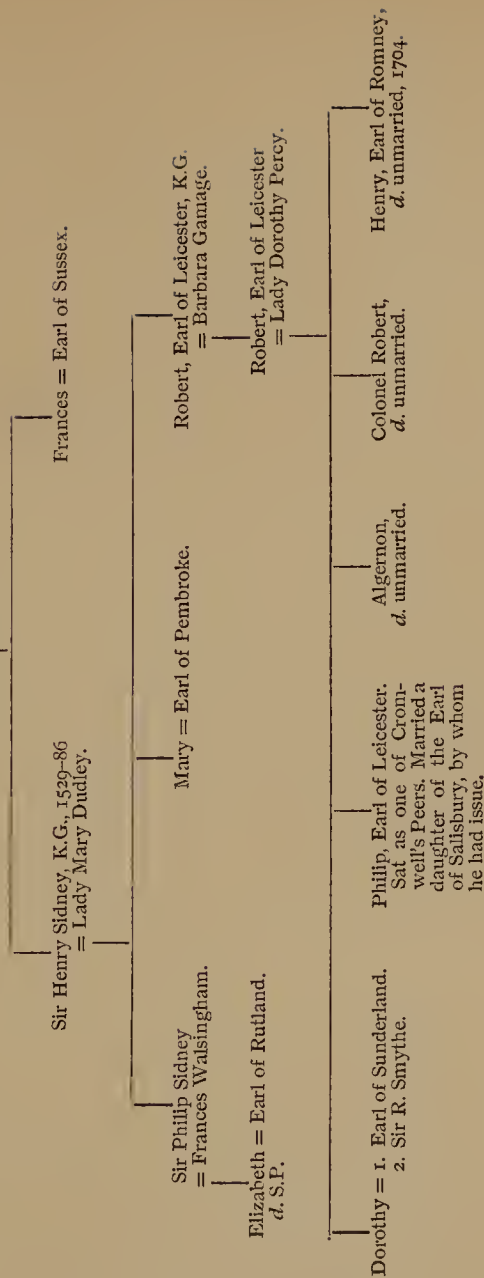 Sir Henry Sidney, K.G., 1529–86
= Lady Mary Dudley.
Frances = Earl of Sussex.
Sir Philip Sidney
= Frances Walsingham.
Mary = Earl of Pembroke.
Robert, Earl of Leicester, K.G.
= Barbara Gamage.
Elizabeth = Earl of Rutland.
d. S.P.
Robert, Earl of Leicester
= Lady Dorothy Percy.
Dorothy = 1. Earl of Sunderland.
2. Sir R. Smythe.
Philip, Earl of Leicester.
Sat as one of Crom-
well's Peers. Married a
daughter of the Earl
of Salisbury, by whom
he had issue.
Algernon,
d. unmarried.
Colonel Robert,
d. unmarried.
Henry, Earl of Romney,
d. unmarried, 1704.